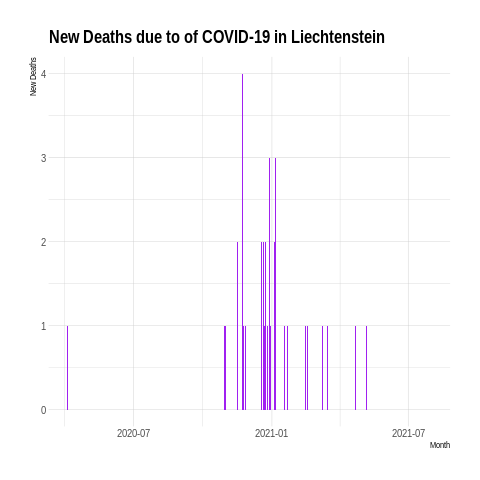 New Deaths due to of COVID-19 in Liechtenstein
New Deaths
4
3
2
1
0
2020-07
2021-01
2021-07
Month